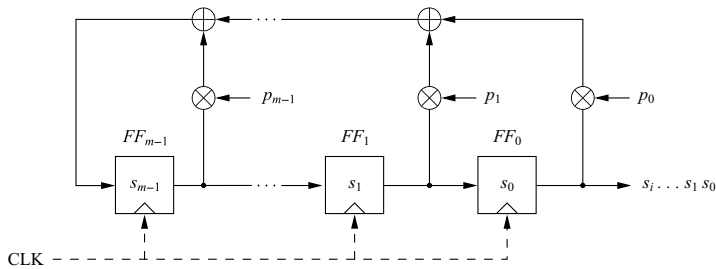 . . .
p_{m-1} p_1 p_0
FF_{m-1} FF_1 FF_0
s_{m-1} . . . s_1 s_0 s_i . . . s_1 s_0
CLK